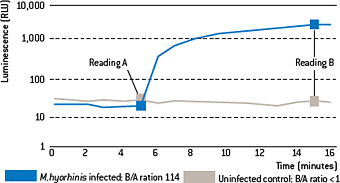 Luminescence (RLU)
10,000
1,000
100
10
1
Reading A
Reading B
0 2 4 6 8 10 12 14 16
Time (minutes)
M.hyorhinis infected: B/A ration 114
Uninfected control; B/A ratio <1